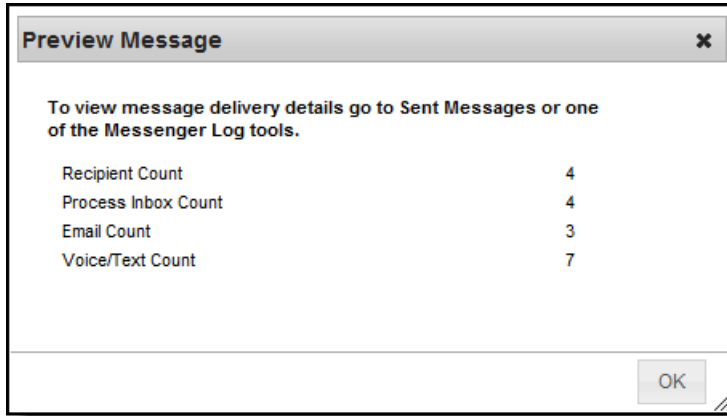 Preview Message
To view message delivery details go to Sent Messages or one
of the Messenger Log tools.
Recipient Count 4
Process Inbox Count 4
Email Count 3
Voice/Text Count 7
OK